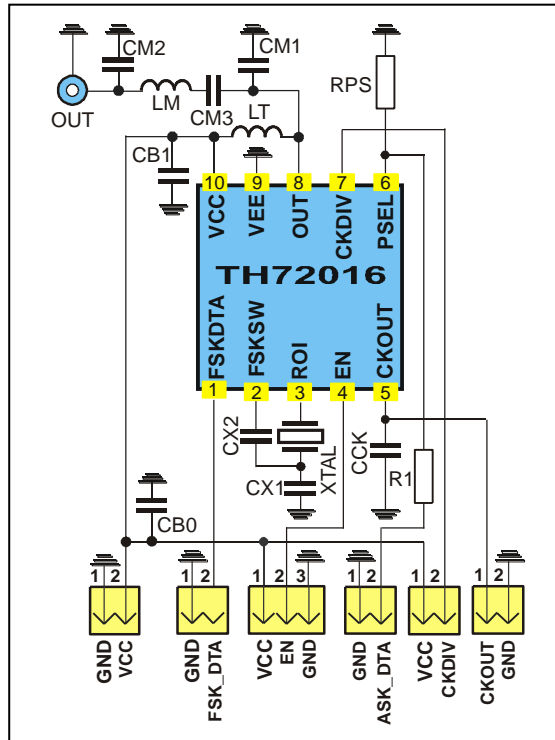 CM2
CM1
RPS
OUT
LM
CM3
LT
CB1
10 9 8 7 6
VCC VEE OUT CKDIV PSEL
TH72016
FSKDTA FSKSW ROI EN CKOUT
1 2 3 4 5
CX2
CX1
XTAL
CCK
R1
CB0
1 2 1 2 1 2 3 1 2 1 2 1 2
GND VCC GND FSK_DTA VCC EN GND GND ASK_DTA VCC CKDIV CKOUT GND